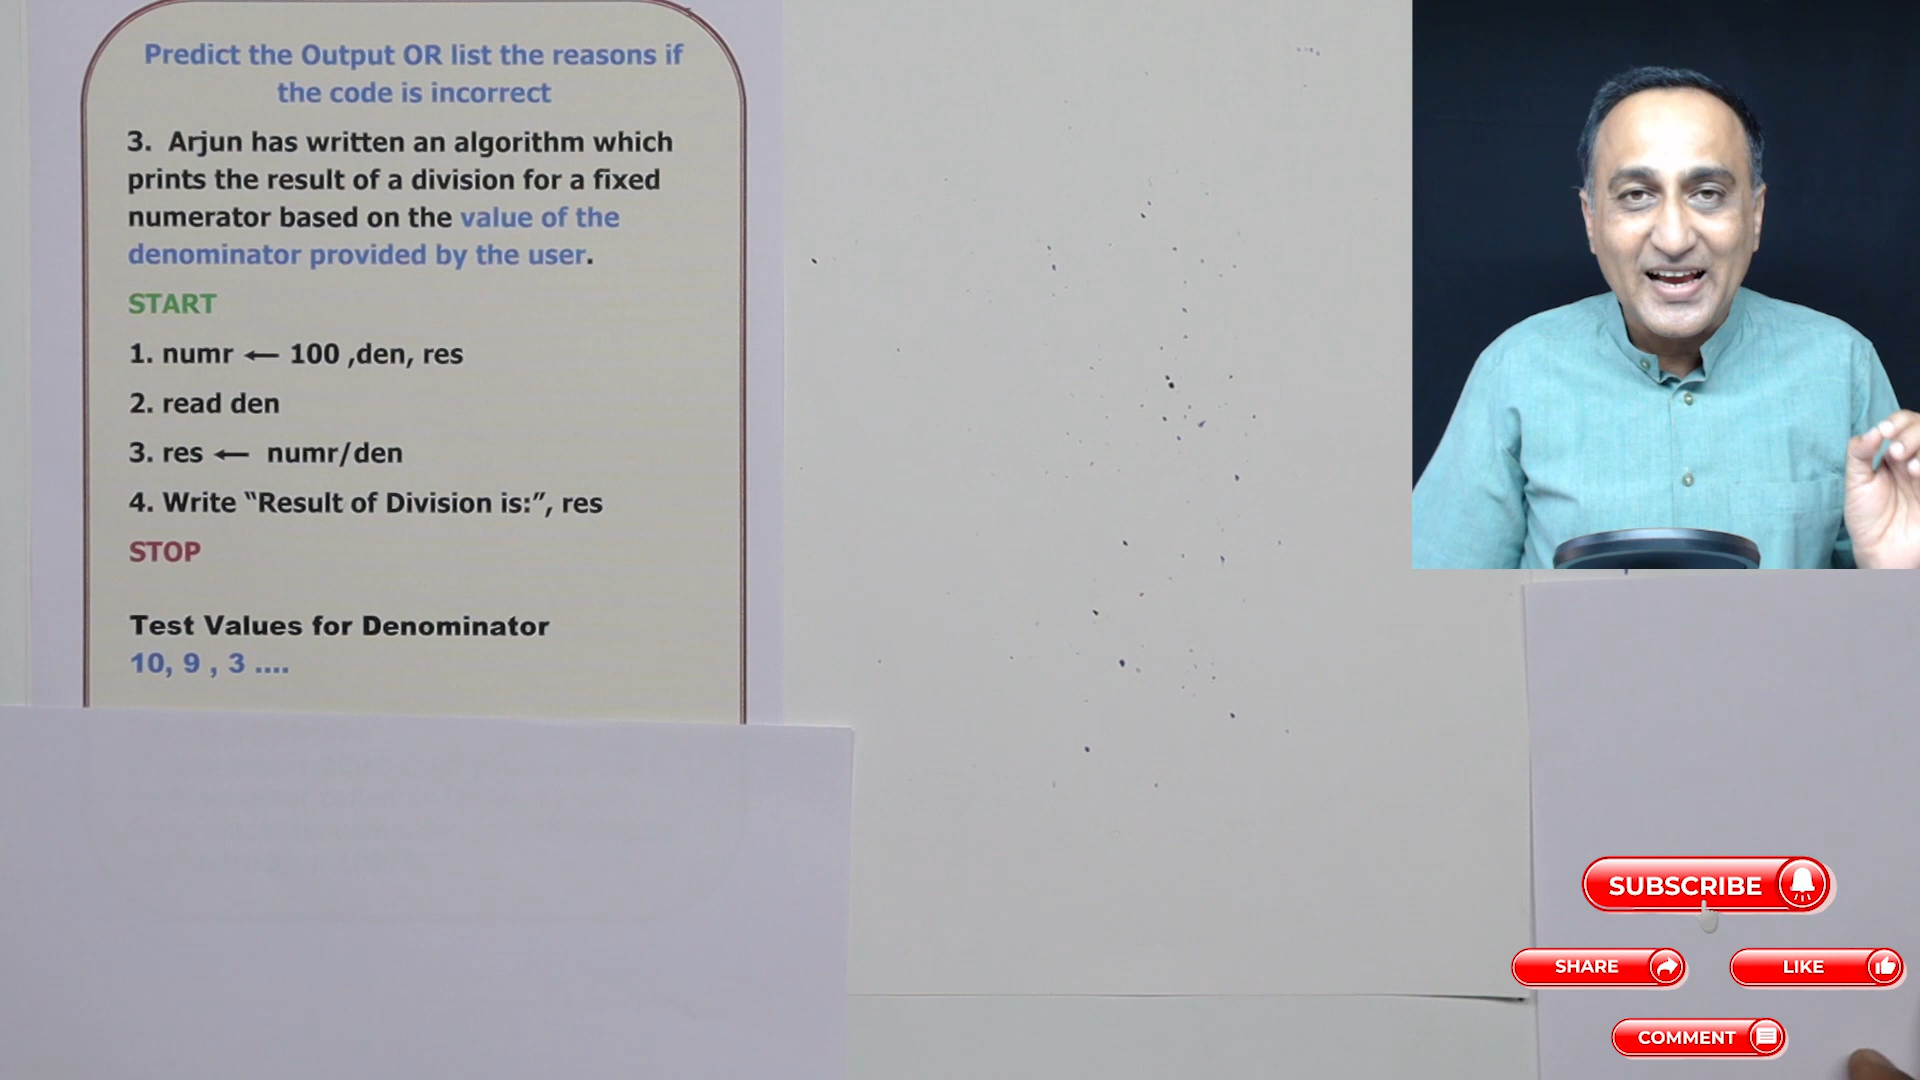 Predict the Output OR list the reasons if
the code is incorrect
3. Arjun has written an algorithm which
prints the result of a division for a fixed
numerator based on the value of the
denominator provided by the user.
START
1. numr ← 100 ,den, res
2. read den
3. res ← numr/den
4. Write “Result of Division is:”, res
STOP
Test Values for Denominator
10, 9 , 3 ....
SUBSCRIBE
SHARE
LIKE
COMMENT